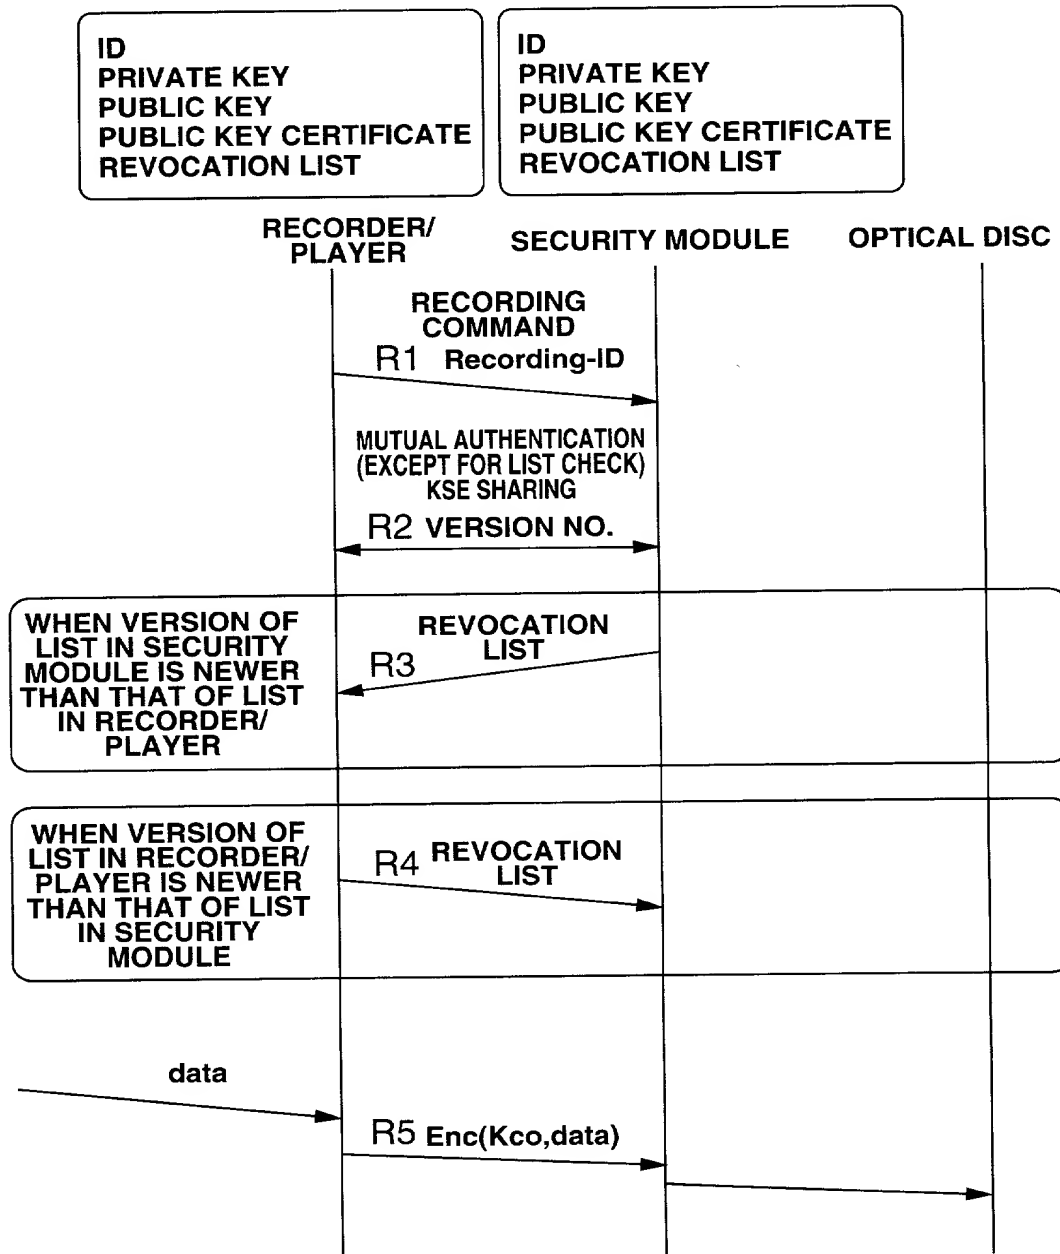 ID
PRIVATE KEY
PUBLIC KEY
PUBLIC KEY CERTIFICATE
REVOCATION LIST
ID
PRIVATE KEY
PUBLIC KEY
PUBLIC KEY CERTIFICATE
REVOCATION LIST
RECORDER/
PLAYER
SECURITY MODULE
OPTICAL DISC
RECORDING
COMMAND
R1 Recording-ID
MUTUAL AUTHENTICATION
(EXCEPT FOR LIST CHECK)
KSE SHARING
R2 VERSION NO.
WHEN VERSION OF
LIST IN SECURITY
MODULE IS NEWER
THAN THAT OF LIST
IN RECORDER/
PLAYER
REVOCATION
LIST
R3
WHEN VERSION OF
LIST IN RECORDER/
PLAYER IS NEWER
THAN THAT OF LIST
IN SECURITY
MODULE
R4 REVOCATION
LIST
data
R5 Enc(Kco,data)